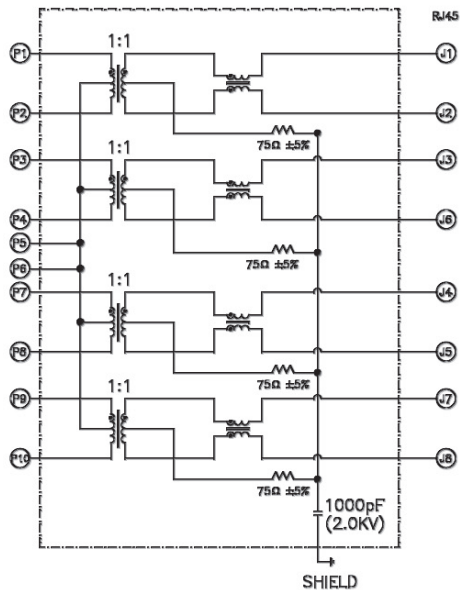 RJ45
1:1
P1
J1
P2
J2
75Ω ±5%
1:1
P3
J3
P4
J6
P5
75Ω ±5%
P6
1:1
P7
J4
P8
J5
75Ω ±5%
1:1
P9
J7
P10
J8
75Ω ±5%
1000pF
(2.0KV)
SHIELD